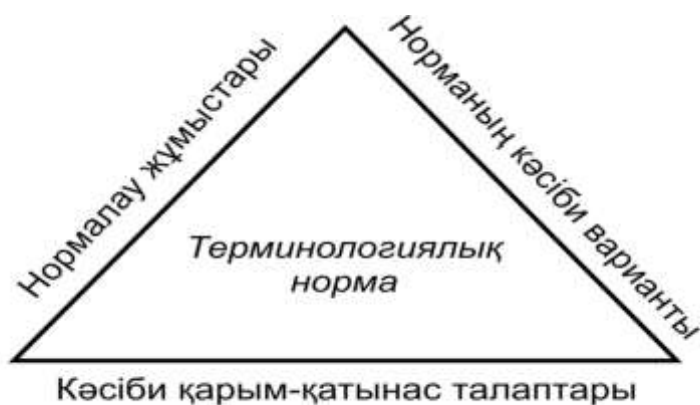 Нормалау жұмыстары
Норманың кәсіби варианты
Терминологиялық
норма
Кәсіби қарым-қатынас талаптары